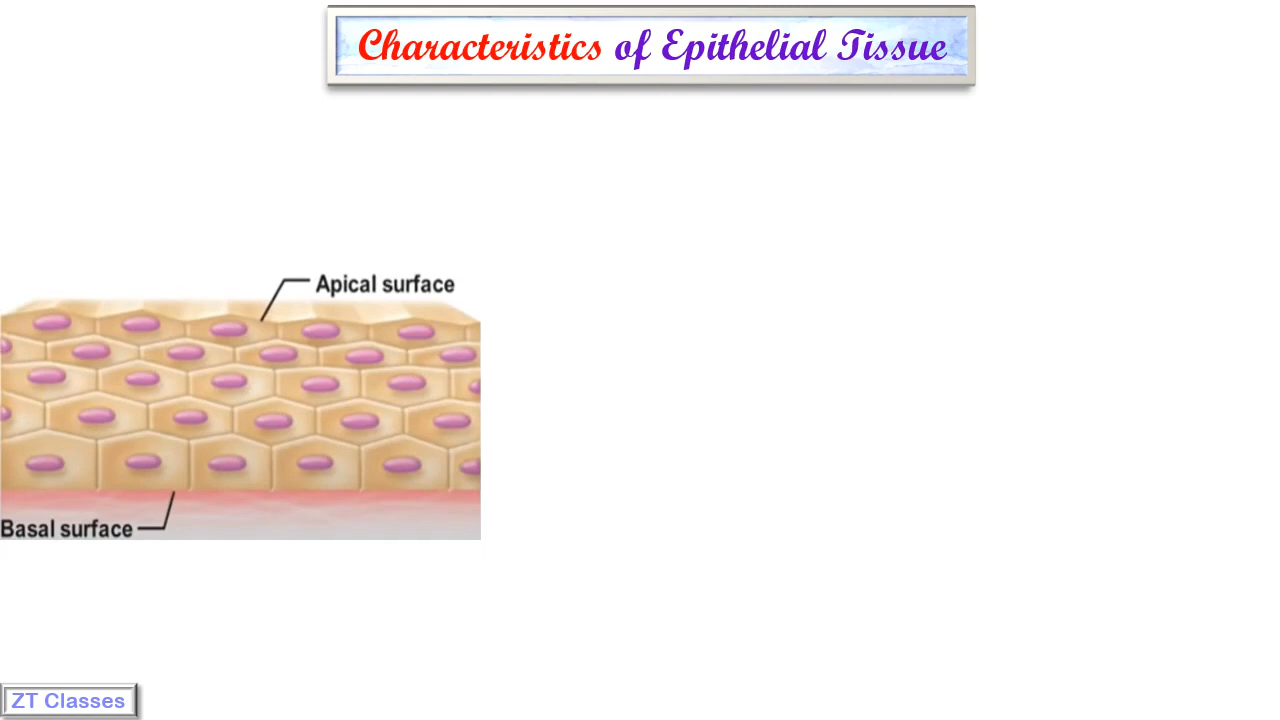 Characteristics of Epithelial Tissue
Apical surface
Basal surface
ZT Classes